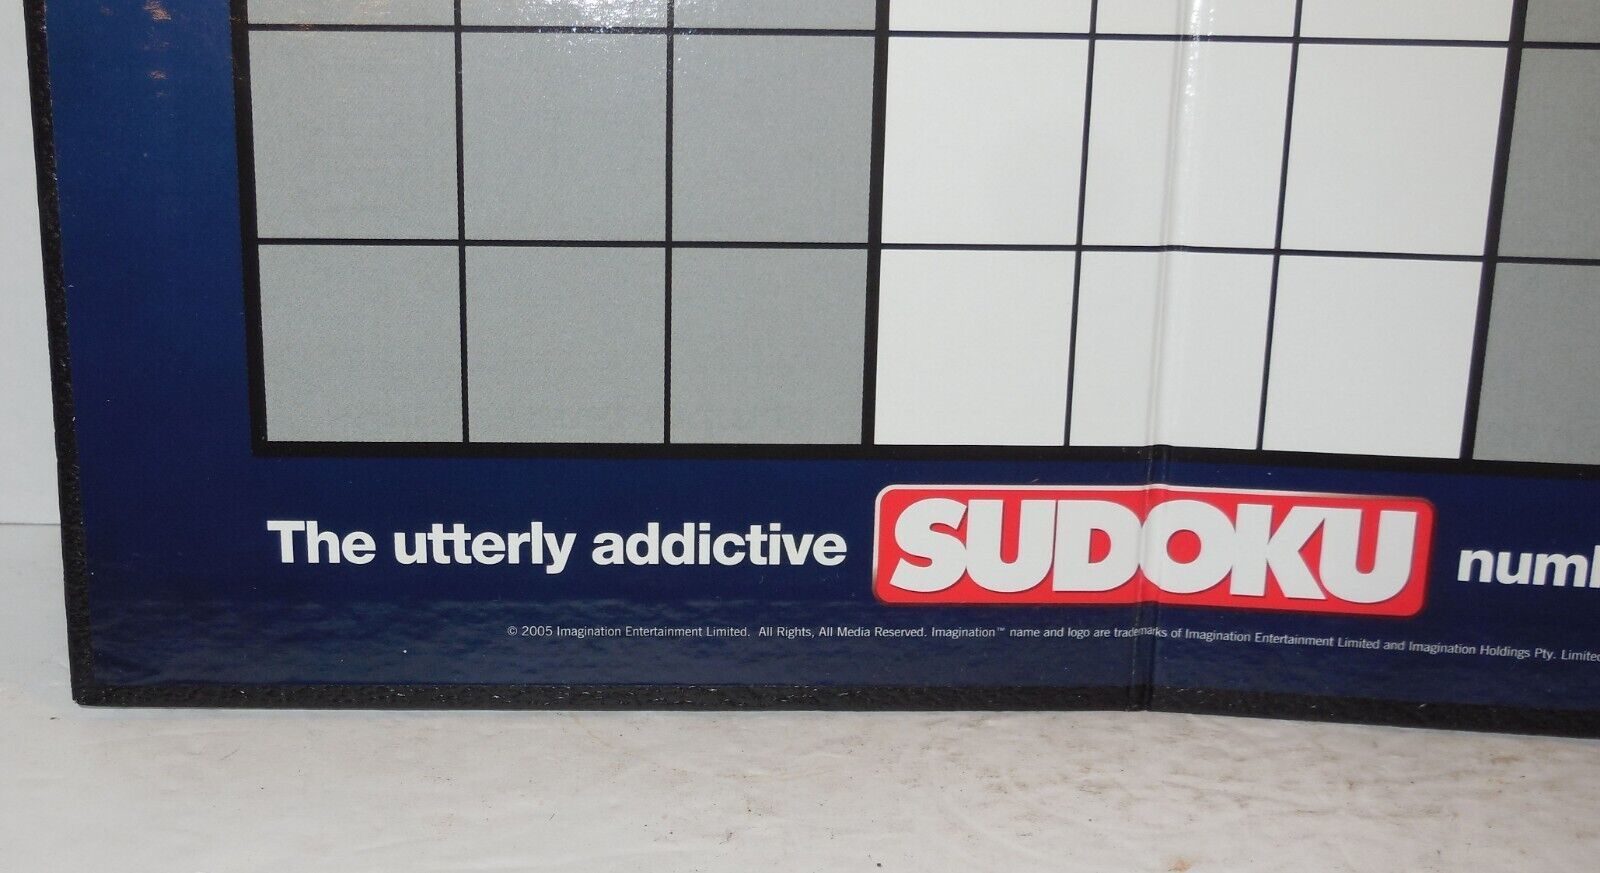 The utterly addictive SUDOKU
© 2005 Imagination Entertainment Limited. All Rights, All Media Reserved. Imagination™ name and logo are trademarks of Imagination Entertainment Limited and Imagination Holdings Pty. Limited